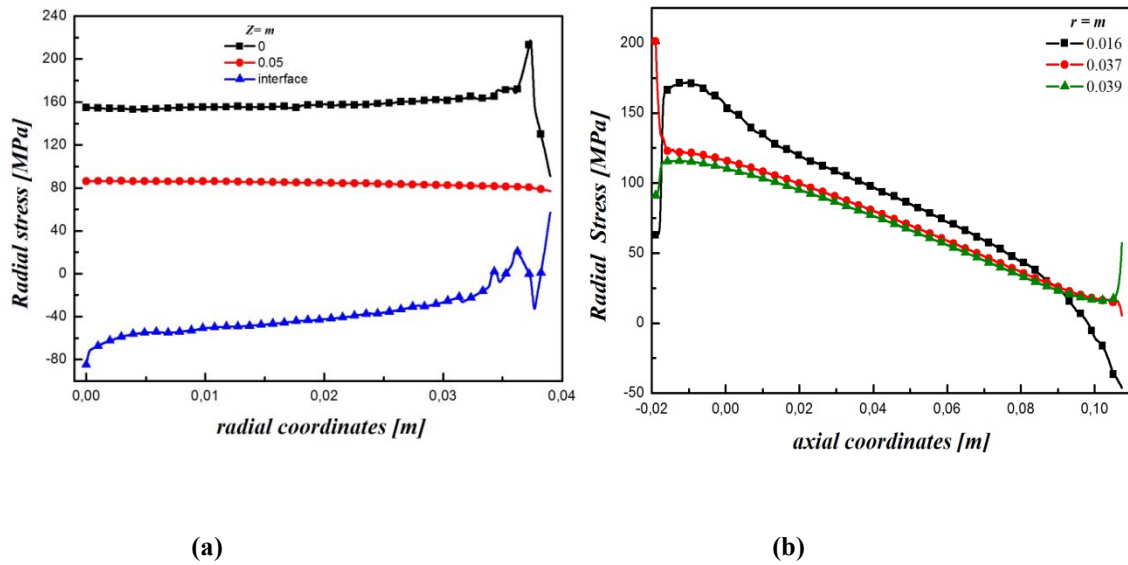 Z= m
0
0.05
interface
240
200
160
120
80
40
0
-40
-80
0,00 0,01 0,02 0,03 0,04
Radial stress [MPa]
radial coordinates [m]
(a)
r = m
0.016
0.037
0.039
200
150
100
50
0
-50
-0,02 0,00 0,02 0,04 0,06 0,08 0,10
Radial Stress [MPa]
axial coordinates [m]
(b)